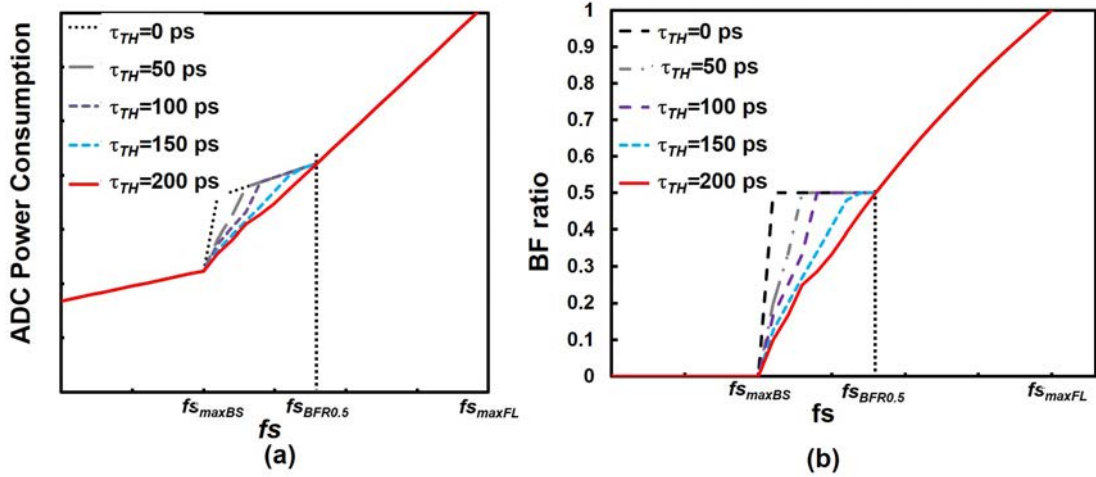 ADC Power Consumption
τTH=0 ps
τTH=50 ps
τTH=100 ps
τTH=150 ps
τTH=200 ps
fsmaxBS
fsBFR0.5
fsmaxFL
fs
(a)
BF ratio
1
0.9
0.8
0.7
0.6
0.5
0.4
0.3
0.2
0.1
0
τTH=0 ps
τTH=50 ps
τTH=100 ps
τTH=150 ps
τTH=200 ps
fsmaxBS
fsBFR0.5
fsmaxFL
fs
(b)